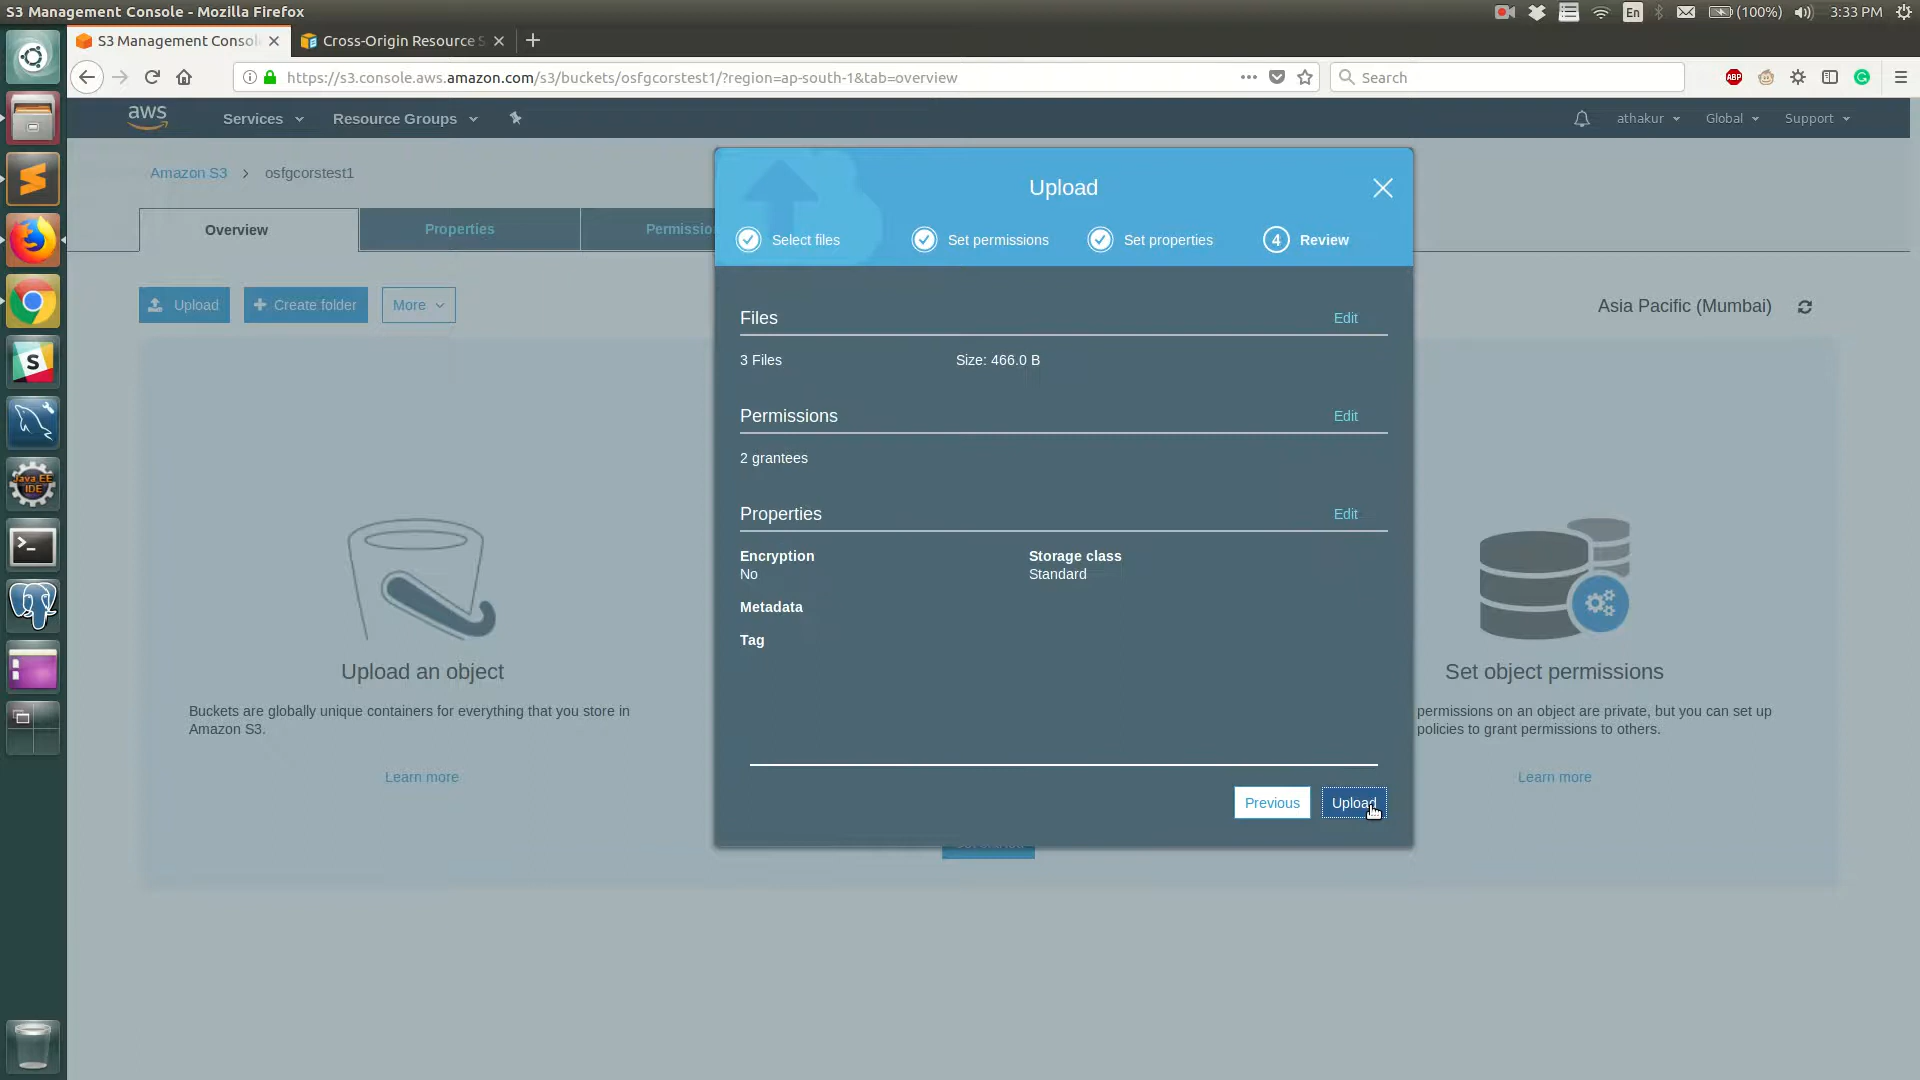 S3 Management Console - Mozilla Firefox
En
(100%)
3:33 PM
S3 Management Consol
Cross-Origin Resource S
https://s3.console.aws.amazon.com/s3/buckets/osfgcorstest1/?region=ap-south-1&tab=overview
Search
ABP
aws
Services
Resource Groups
athakur
Global
Support
Amazon S3
osfgcorstest1
Overview
Properties
Permissio
Upload
Create folder
More
Asia Pacific (Mumbai)
Upload
Select files
Set permissions
Set properties
4 Review
Files
Edit
3 Files
Size: 466.0 B
Permissions
Edit
2 grantees
Properties
Edit
Encryption
No
Storage class
Standard
Metadata
Tag
Previous
Upload
Upload an object
Buckets are globally unique containers for everything that you store in
Amazon S3.
Learn more
Set object permissions
permissions on an object are private, but you can set up
policies to grant permissions to others.
Learn more
Java EE
IDE